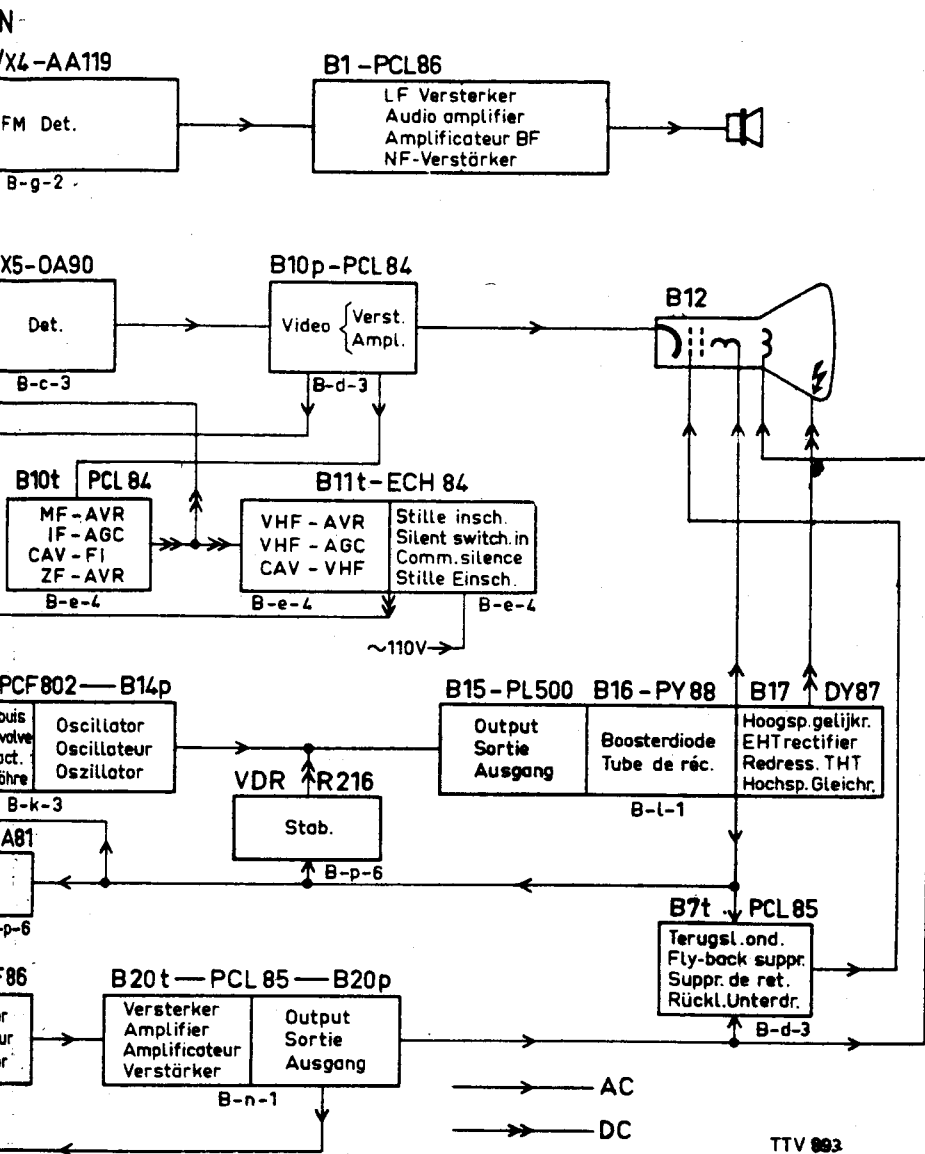 N
X4-AA119
FM Det.
B-g-2
B1-PCL86
LF Versterker
Audio amplifier
Amplificateur BF
NF-Verstärker
X5-OA90
Det.
B-c-3
B10p-PCL84
Video { Verst.
Ampl.
B-d-3
B12
B10t PCL84
MF-AVR
IF-AGC
CAV-FI
ZF-AVR
B-e-4
B11t-ECH 84
VHF-AVR
VHF-AGC
CAV-VHF
B-e-4
Stille insch.
Silent switch.in
Comm.silence
Stille Einsch.
B-e-4
~110V
PCF802 — B14p
Oscillator
Oscillateur
Oszillator
B-k-3
VDR R216
Stab.
B-p-6
B15-PL500
Output
Sortie
Ausgang
B16-PY88
Boosterdiode
Tube de réc.
B17 DY87
Hoogsp.gelijkr.
EHT rectifier
Redress. THT
Hochsp.Gleichr.
B-l-1
A81
p-6
B7t PCL85
Terugsl.ond.
Fly-back suppr.
Suppr.de ret.
Rückl.Unterdr.
B-d-3
F86
B20t — PCL 85 — B20p
Versterker
Amplifier
Amplificateur
Verstärker
Output
Sortie
Ausgang
B-n-1
AC
DC
TTV 893